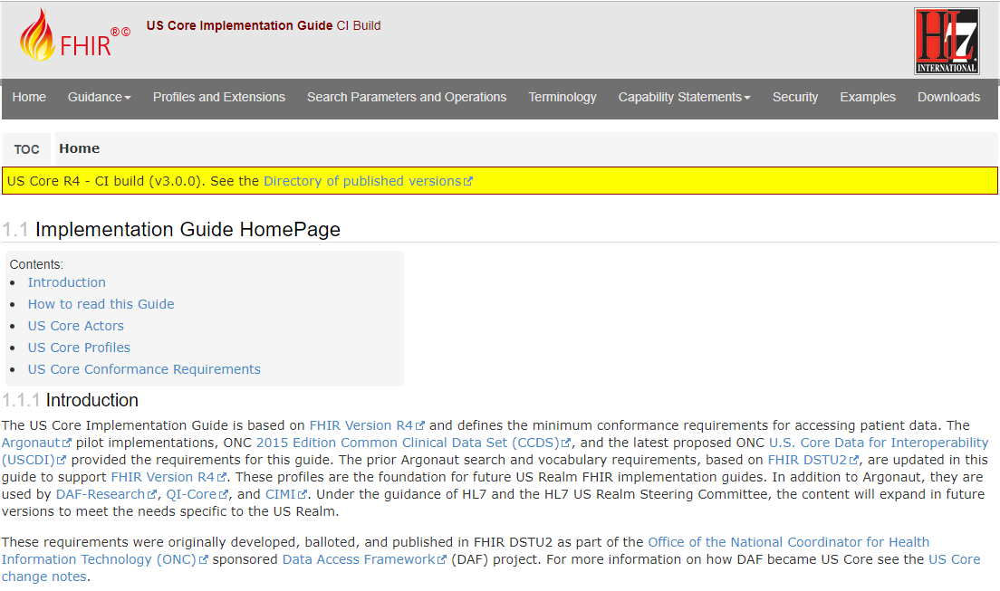 FHIR®©
US Core Implementation Guide CI Build
HL7
INTERNATIONAL
Home Guidance Profiles and Extensions Search Parameters and Operations Terminology Capability Statements Security Examples Downloads
TOC Home
US Core R4 - CI build (v3.0.0). See the Directory of published versions
1.1 Implementation Guide HomePage
Contents:
• Introduction
• How to read this Guide
• US Core Actors
• US Core Profiles
• US Core Conformance Requirements
1.1.1 Introduction
The US Core Implementation Guide is based on FHIR Version R4 and defines the minimum conformance requirements for accessing patient data. The
Argonaut pilot implementations, ONC 2015 Edition Common Clinical Data Set (CCDS), and the latest proposed ONC U.S. Core Data for Interoperability
(USCDI) provided the requirements for this guide. The prior Argonaut search and vocabulary requirements, based on FHIR DSTU2, are updated in this
guide to support FHIR Version R4. These profiles are the foundation for future US Realm FHIR implementation guides. In addition to Argonaut, they are
used by DAF-Research, QI-Core, and CIMI. Under the guidance of HL7 and the HL7 US Realm Steering Committee, the content will expand in future
versions to meet the needs specific to the US Realm.
These requirements were originally developed, balloted, and published in FHIR DSTU2 as part of the Office of the National Coordinator for Health
Information Technology (ONC) sponsored Data Access Framework (DAF) project. For more information on how DAF became US Core see the US Core
change notes.